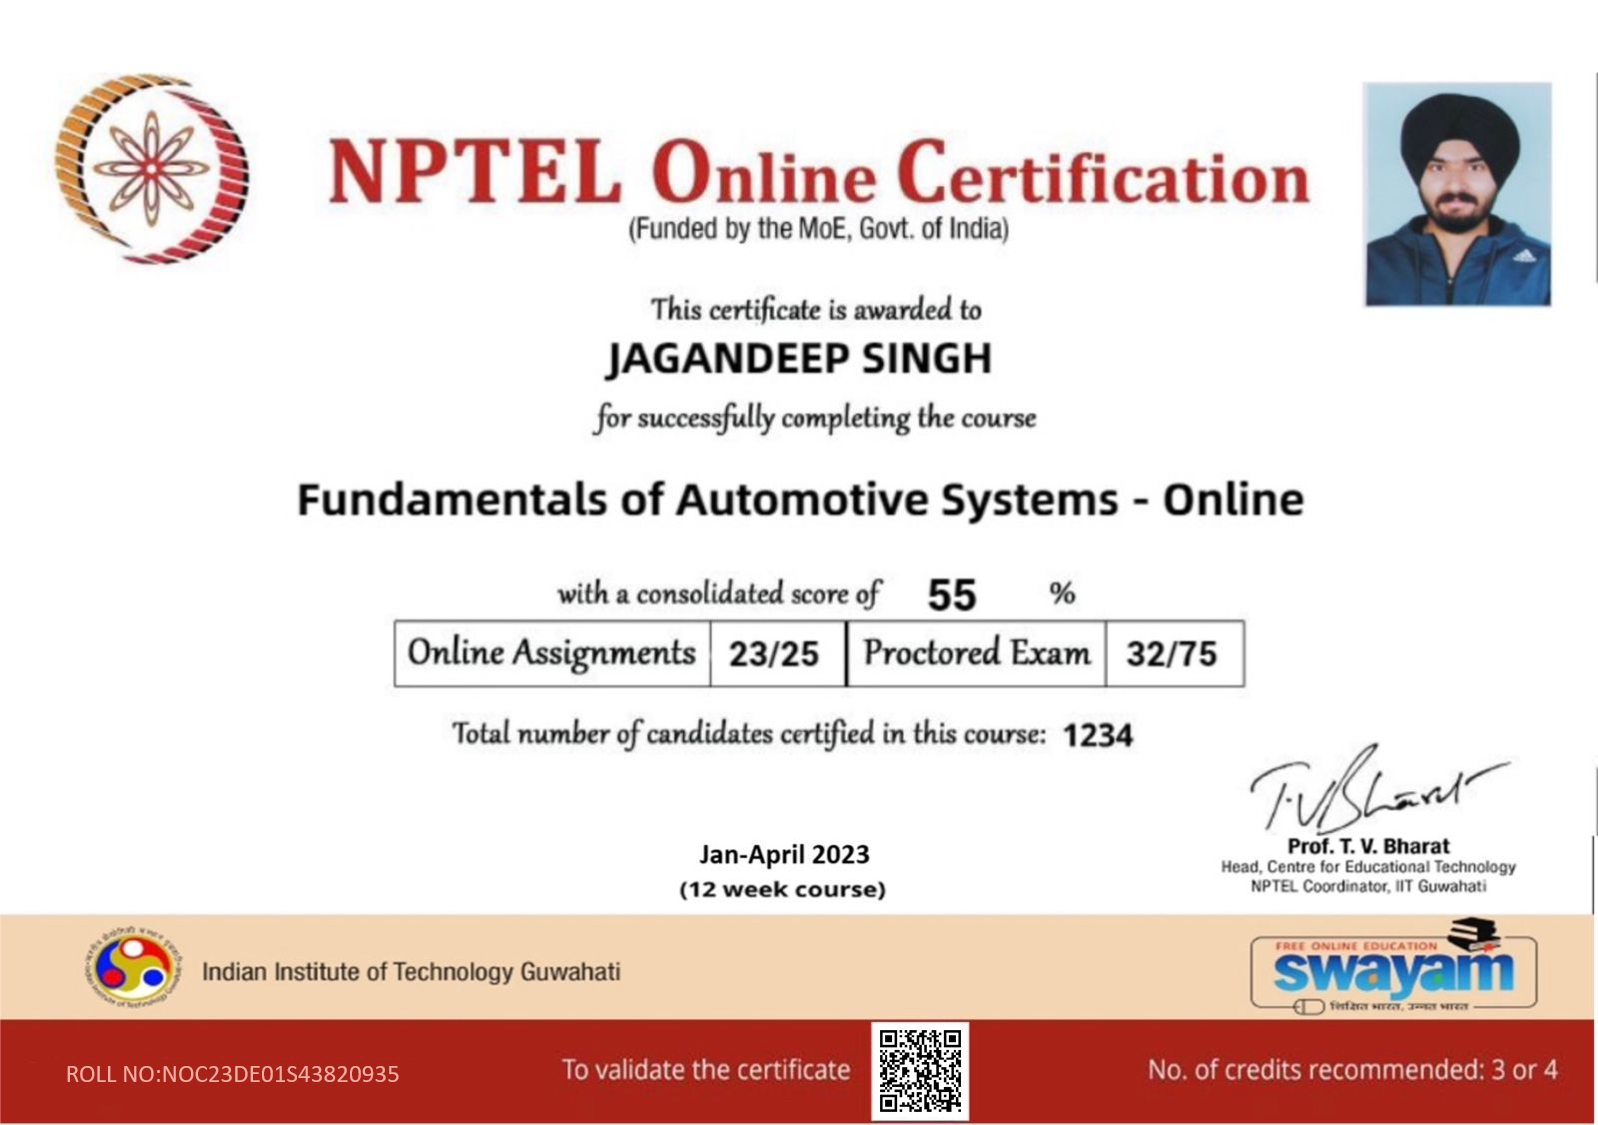 NPTEL Online Certification
(Funded by the MoE, Govt. of India)
This certificate is awarded to
JAGANDEEP SINGH
for successfully completing the course
Fundamentals of Automotive Systems - Online
with a consolidated score of 55 %
Online Assignments 23/25 Proctored Exam 32/75
Total number of candidates certified in this course: 1234
Jan-April 2023
(12 week course)
T.V Bharat
Prof. T. V. Bharat
Head, Centre for Educational Technology
NPTEL Coordinator, IIT Guwahati
Indian Institute of Technology Guwahati
FREE ONLINE EDUCATION
swayam
शिक्षित भारत, उन्नत भारत
ROLL NO:NOC23DE01S43820935
To validate the certificate
No. of credits recommended: 3 or 4